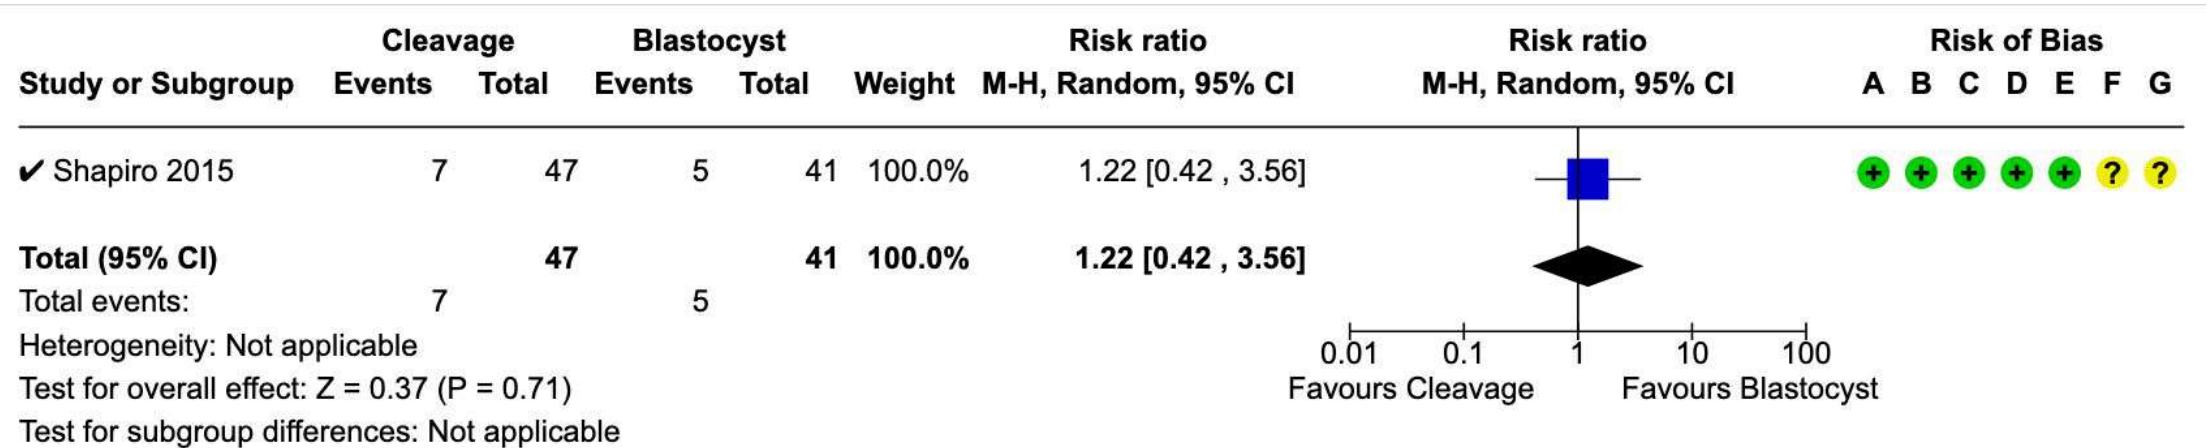 Cleavage Blastocyst Risk ratio Risk ratio Risk of Bias
Study or Subgroup Events Total Events Total Weight M-H, Random, 95% CI M-H, Random, 95% CI A B C D E F G
✔ Shapiro 2015 7 47 5 41 100.0% 1.22 [0.42 , 3.56] + + + + + ? ?
Total (95% CI) 47 41 100.0% 1.22 [0.42 , 3.56]
Total events: 7 5
Heterogeneity: Not applicable 0.01 0.1 1 10 100
Test for overall effect: Z = 0.37 (P = 0.71) Favours Cleavage Favours Blastocyst
Test for subgroup differences: Not applicable